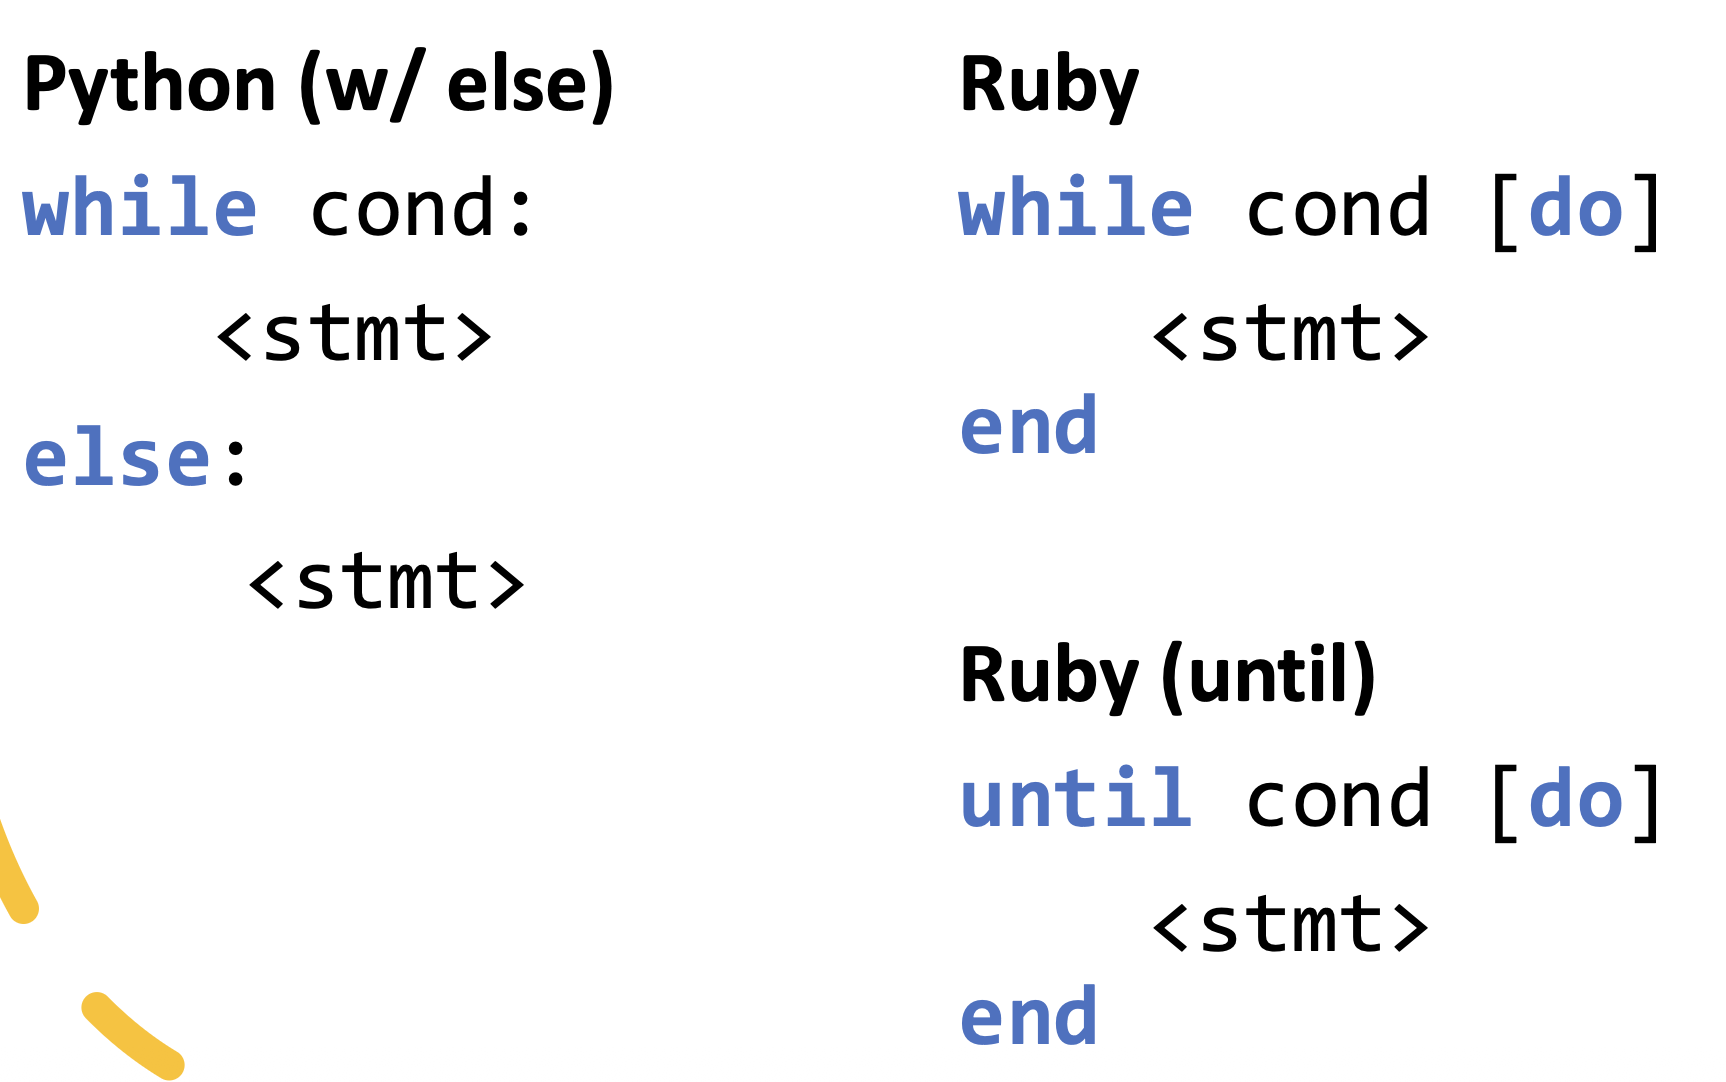 Python (w/ else)
while cond:
<stmt>
else:
<stmt>
Ruby
while cond [do]
<stmt>
end
Ruby (until)
until cond [do]
<stmt>
end